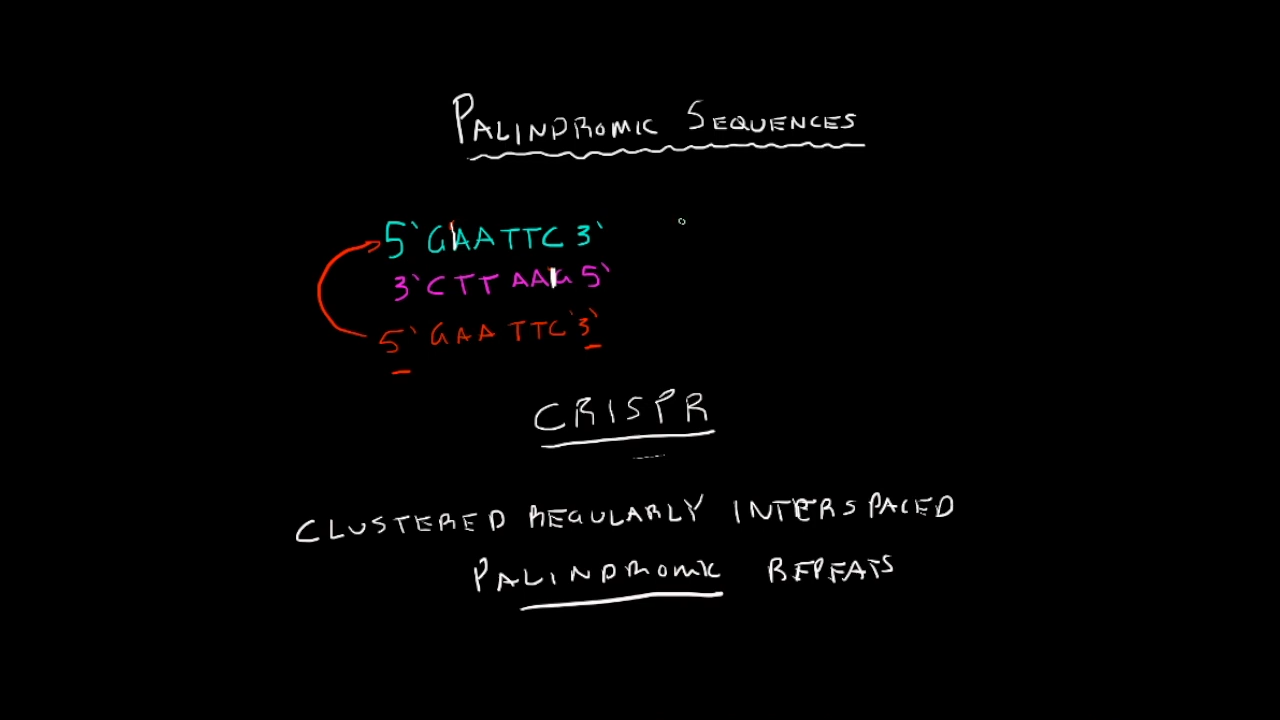 PALINDROMIC SEQUENCES
5` GAATTC 3`
3` CTTAAG 5`
5` GAATTC 3`
CRISPR
CLUSTERED REGULARLY INTERSPACED
PALINDROMIC REPEATS